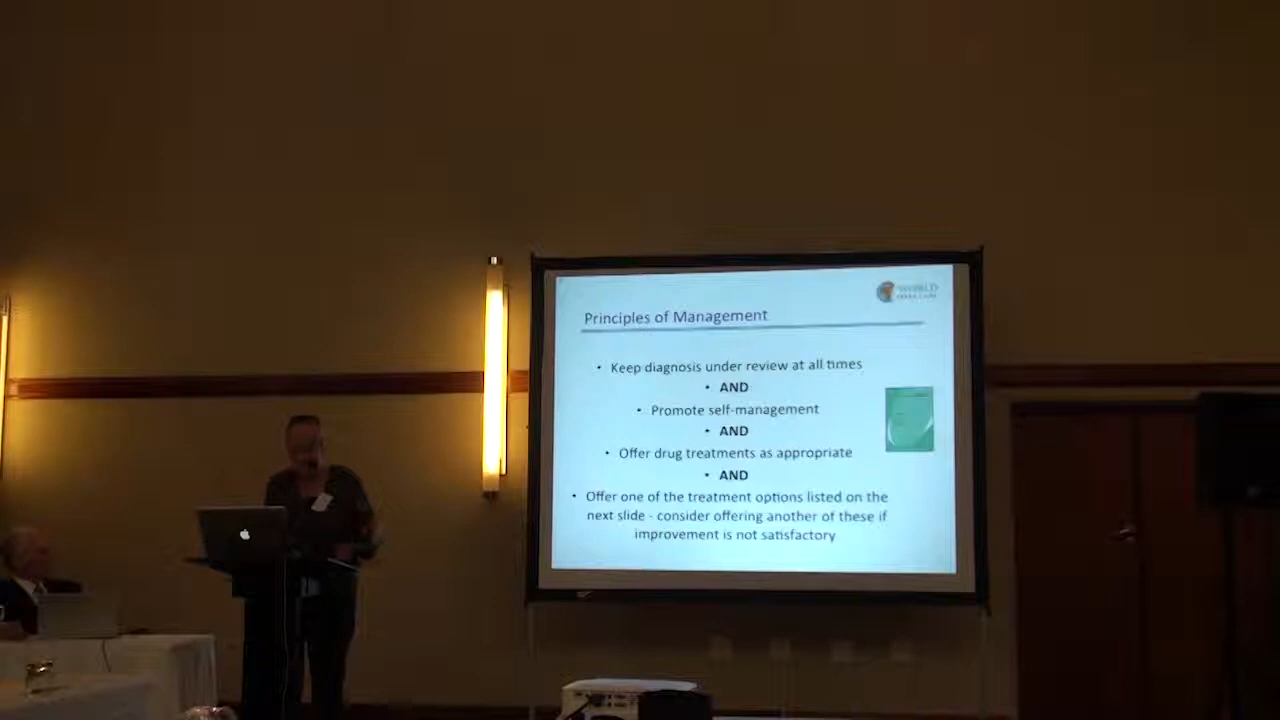 WORLD
Principles of Management
• Keep diagnosis under review at all times
• AND
• Promote self-management
• AND
• Offer drug treatments as appropriate
• AND
• Offer one of the treatment options listed on the
next slide - consider offering another of these if
improvement is not satisfactory